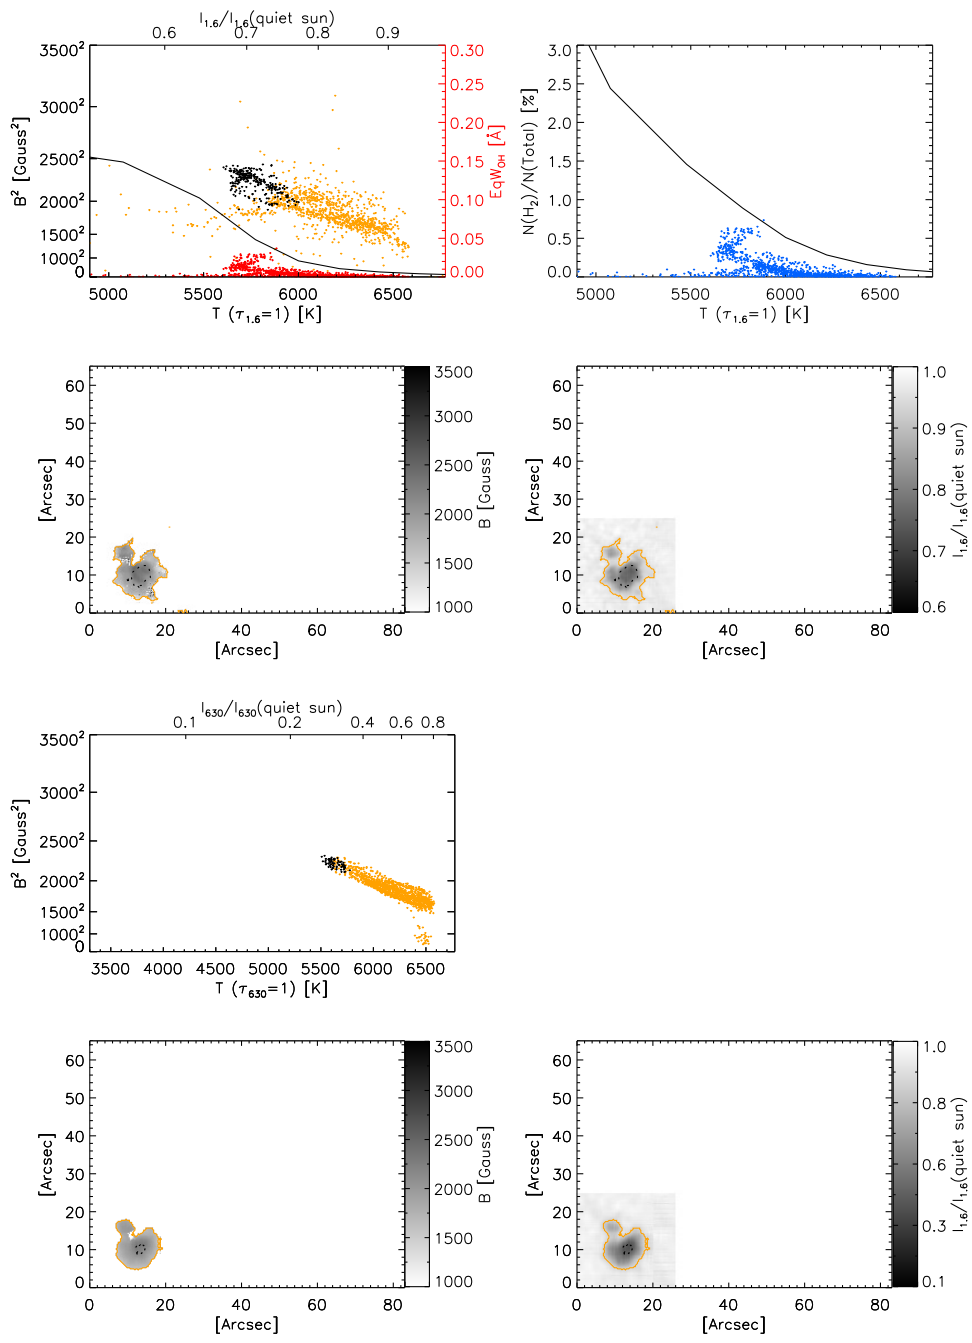 I1.6/I1.6(quiet sun)
0.6 0.7 0.8 0.9
3500² 3000² 2500² 2000² 1500² 1000² 0
B² [Gauss²]
0.30 0.25 0.20 0.15 0.10 0.05 0.00
EqWOH [Å]
5000 5500 6000 6500
T (τ1.6=1) [K]
3.0 2.5 2.0 1.5 1.0 0.5 0.0
N(H2)/N(Total) [%]
5000 5500 6000 6500
T (τ1.6=1) [K]
60 50 40 30 20 10 0
[Arcsec]
0 20 40 60 80
[Arcsec]
3500 3000 2500 2000 1500 1000
B [Gauss]
60 50 40 30 20 10 0
[Arcsec]
0 20 40 60 80
[Arcsec]
1.0 0.9 0.8 0.7 0.6
I1.6/I1.6(quiet sun)
I630/I630(quiet sun)
0.1 0.2 0.4 0.6 0.8
3500² 3000² 2500² 2000² 1500² 1000² 0
B² [Gauss²]
3500 4000 4500 5000 5500 6000 6500
T (τ630=1) [K]
60 50 40 30 20 10 0
[Arcsec]
0 20 40 60 80
[Arcsec]
3500 3000 2500 2000 1500 1000
B [Gauss]
60 50 40 30 20 10 0
[Arcsec]
0 20 40 60 80
[Arcsec]
1.0 0.8 0.6 0.3 0.1
I1.6/I1.6(quiet sun)